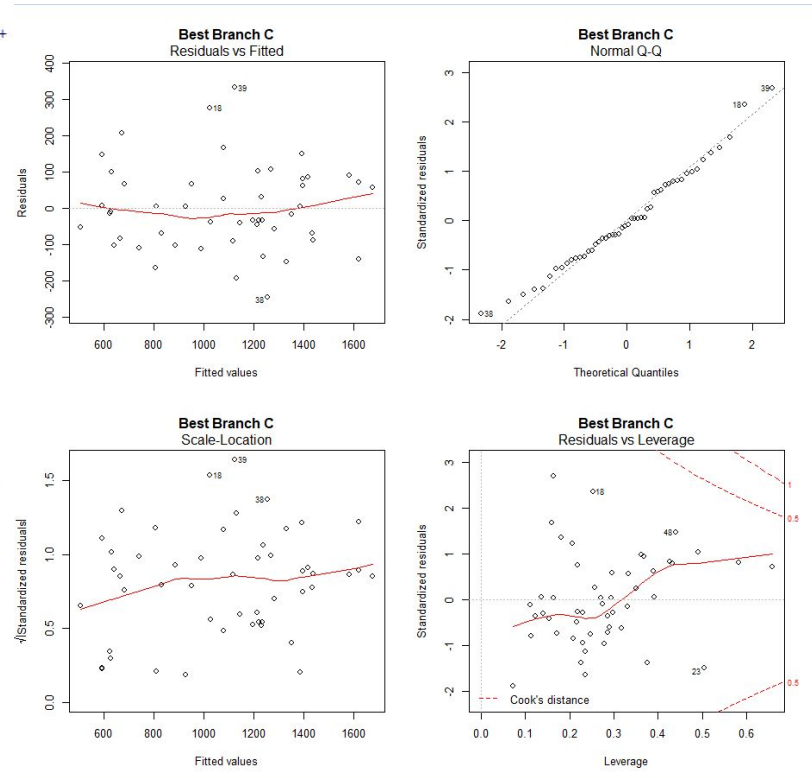 +
Best Branch C
Residuals vs Fitted
400
300
200
100
0
-100
-200
-300
Residuals
39
18
38
600 800 1000 1200 1400 1600
Fitted values
Best Branch C
Normal Q-Q
3
2
1
0
-1
-2
Standardized residuals
39
18
38
-2 -1 0 1 2
Theoretical Quantiles
Best Branch C
Scale-Location
1.5
1.0
0.5
0.0
√|Standardized residuals|
39
18
38
600 800 1000 1200 1400 1600
Fitted values
Best Branch C
Residuals vs Leverage
3
2
1
0
-1
-2
Standardized residuals
18
48
23
1
0.5
0.5
Cook's distance
0.0 0.1 0.2 0.3 0.4 0.5 0.6
Leverage